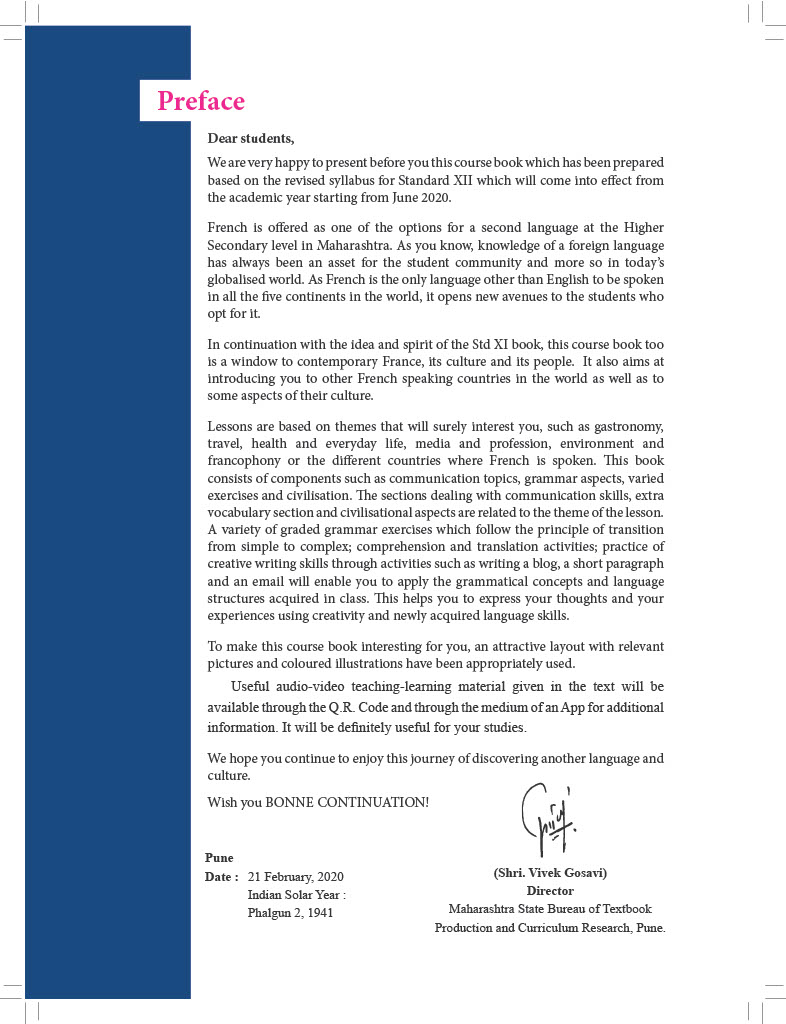 Preface
Dear students,
We are very happy to present before you this course book which has been prepared
based on the revised syllabus for Standard XII which will come into effect from
the academic year starting from June 2020.
French is offered as one of the options for a second language at the Higher
Secondary level in Maharashtra. As you know, knowledge of a foreign language
has always been an asset for the student community and more so in today's
globalised world. As French is the only language other than English to be spoken
in all the five continents in the world, it opens new avenues to the students who
opt for it.
In continuation with the idea and spirit of the Std XI book, this course book too
is a window to contemporary France, its culture and its people. It also aims at
introducing you to other French speaking countries in the world as well as to
some aspects of their culture.
Lessons are based on themes that will surely interest you, such as gastronomy,
travel, health and everyday life, media and profession, environment and
francophony or the different countries where French is spoken. This book
consists of components such as communication topics, grammar aspects, varied
exercises and civilisation. The sections dealing with communication skills, extra
vocabulary section and civilisational aspects are related to the theme of the lesson.
A variety of graded grammar exercises which follow the principle of transition
from simple to complex; comprehension and translation activities; practice of
creative writing skills through activities such as writing a blog, a short paragraph
and an email will enable you to apply the grammatical concepts and language
structures acquired in class. This helps you to express your thoughts and your
experiences using creativity and newly acquired language skills.
To make this course book interesting for you, an attractive layout with relevant
pictures and coloured illustrations have been appropriately used.
Useful audio-video teaching-learning material given in the text will be
available through the Q.R. Code and through the medium of an App for additional
information. It will be definitely useful for your studies.
We hope you continue to enjoy this journey of discovering another language and
culture.
Wish you BONNE CONTINUATION!
Pune
Date : 21 February, 2020
Indian Solar Year :
Phalgun 2, 1941
(Shri. Vivek Gosavi)
Director
Maharashtra State Bureau of Textbook
Production and Curriculum Research, Pune.